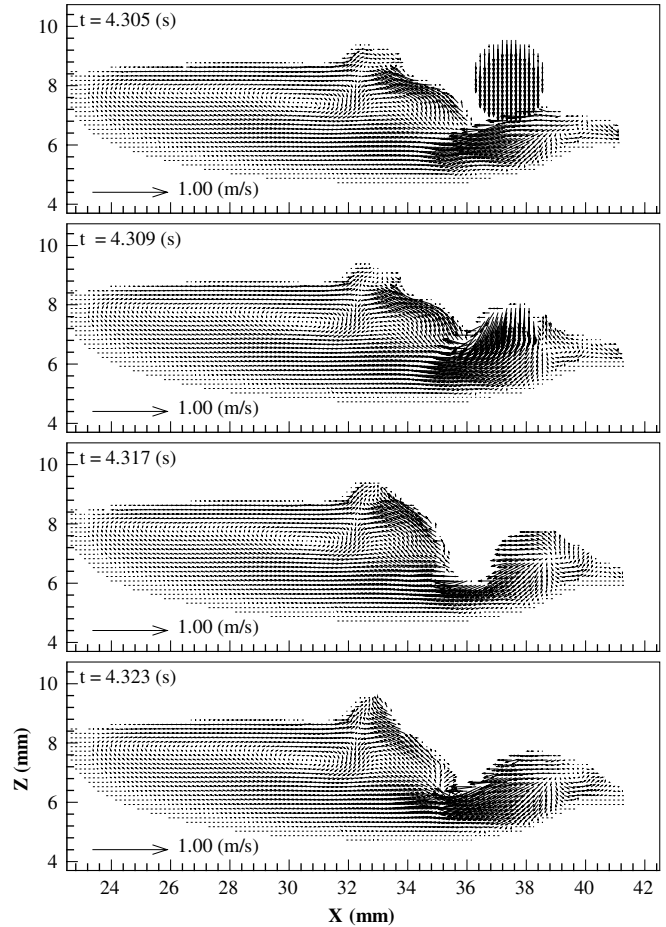 10
t = 4.305 (s)
8
6
1.00 (m/s)
4
10
t = 4.309 (s)
8
6
1.00 (m/s)
4
10
t = 4.317 (s)
8
6
1.00 (m/s)
4
10
t = 4.323 (s)
8
Z (mm)
6
1.00 (m/s)
4
24 26 28 30 32 34 36 38 40 42
X (mm)